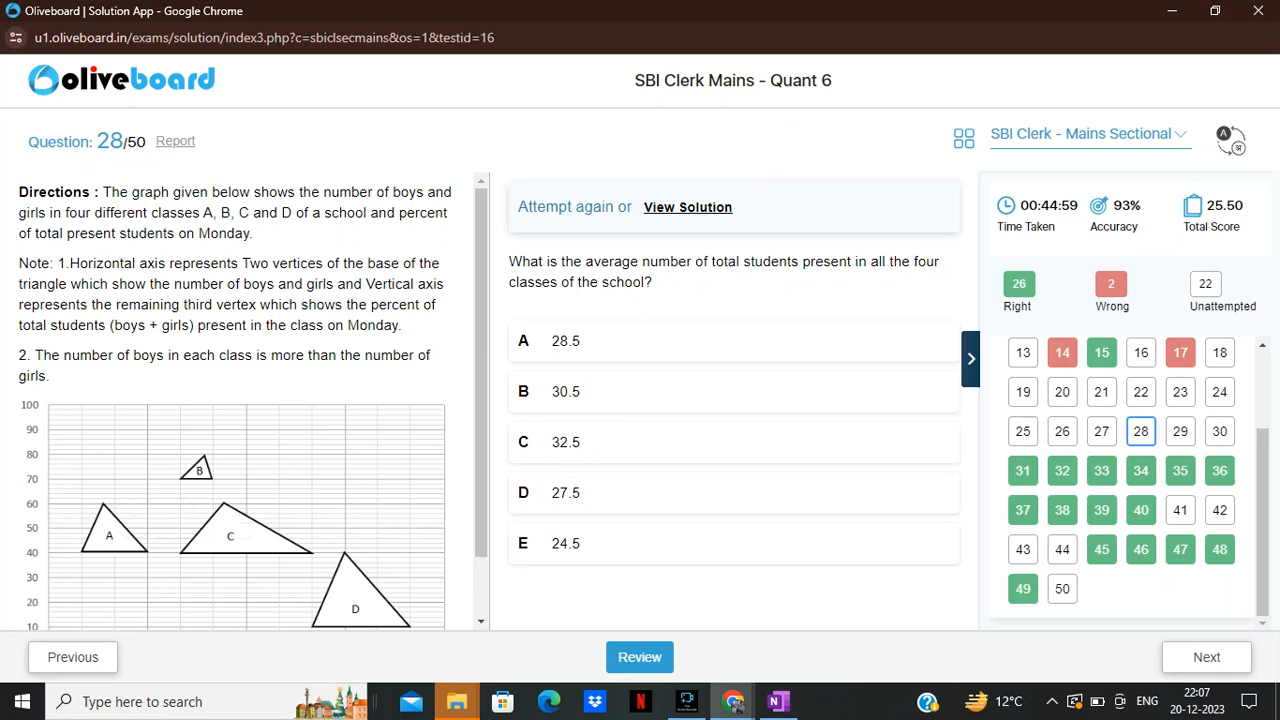 Oliveboard | Solution App - Google Chrome
u1.oliveboard.in/exams/solution/index3.php?c=sbiclsecmains&os=1&testid=16
oliveboard
SBI Clerk Mains - Quant 6
Question: 28/50 Report
SBI Clerk - Mains Sectional
A
अ
Directions : The graph given below shows the number of boys and
girls in four different classes A, B, C and D of a school and percent
of total present students on Monday.
Note: 1.Horizontal axis represents Two vertices of the base of the
triangle which show the number of boys and girls and Vertical axis
represents the remaining third vertex which shows the percent of
total students (boys + girls) present in the class on Monday.
2. The number of boys in each class is more than the number of
girls.
100
90
80
70
60
50
40
30
20
10
B
A
C
D
Attempt again or View Solution
What is the average number of total students present in all the four
classes of the school?
A 28.5
B 30.5
C 32.5
D 27.5
E 24.5
00:44:59 93% 25.50
Time Taken Accuracy Total Score
26 2 22
Right Wrong Unattempted
13 14 15 16 17 18
19 20 21 22 23 24
25 26 27 28 29 30
31 32 33 34 35 36
37 38 39 40 41 42
43 44 45 46 47 48
49 50
Previous Review Next
Type here to search
N
N
12°C
ENG
22:07
20-12-2023